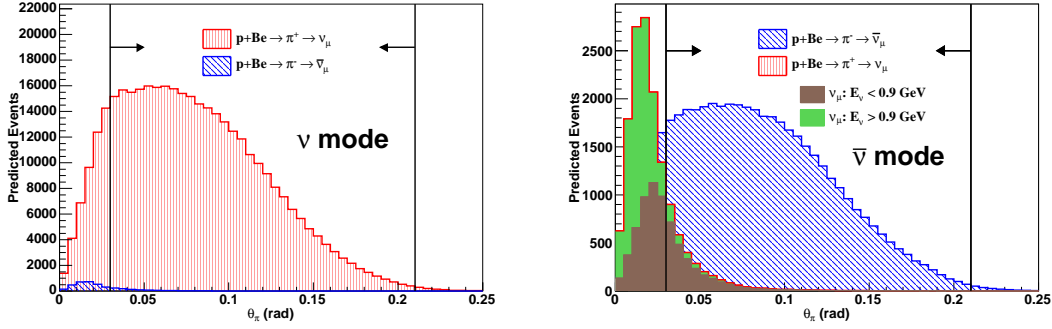 22000
20000
18000
16000
14000
12000
10000
8000
6000
4000
2000
0
Predicted Events
p+Be → π⁺ → ν_μ
p+Be → π⁻ → ν̅_μ
ν mode
0 0.05 0.1 0.15 0.2 0.25
θ_π (rad)
2500
2000
1500
1000
500
0
Predicted Events
p+Be → π⁻ → ν̅_μ
p+Be → π⁺ → ν_μ
ν_μ: E_ν < 0.9 GeV
ν_μ: E_ν > 0.9 GeV
ν̅ mode
0 0.05 0.1 0.15 0.2 0.25
θ_π (rad)